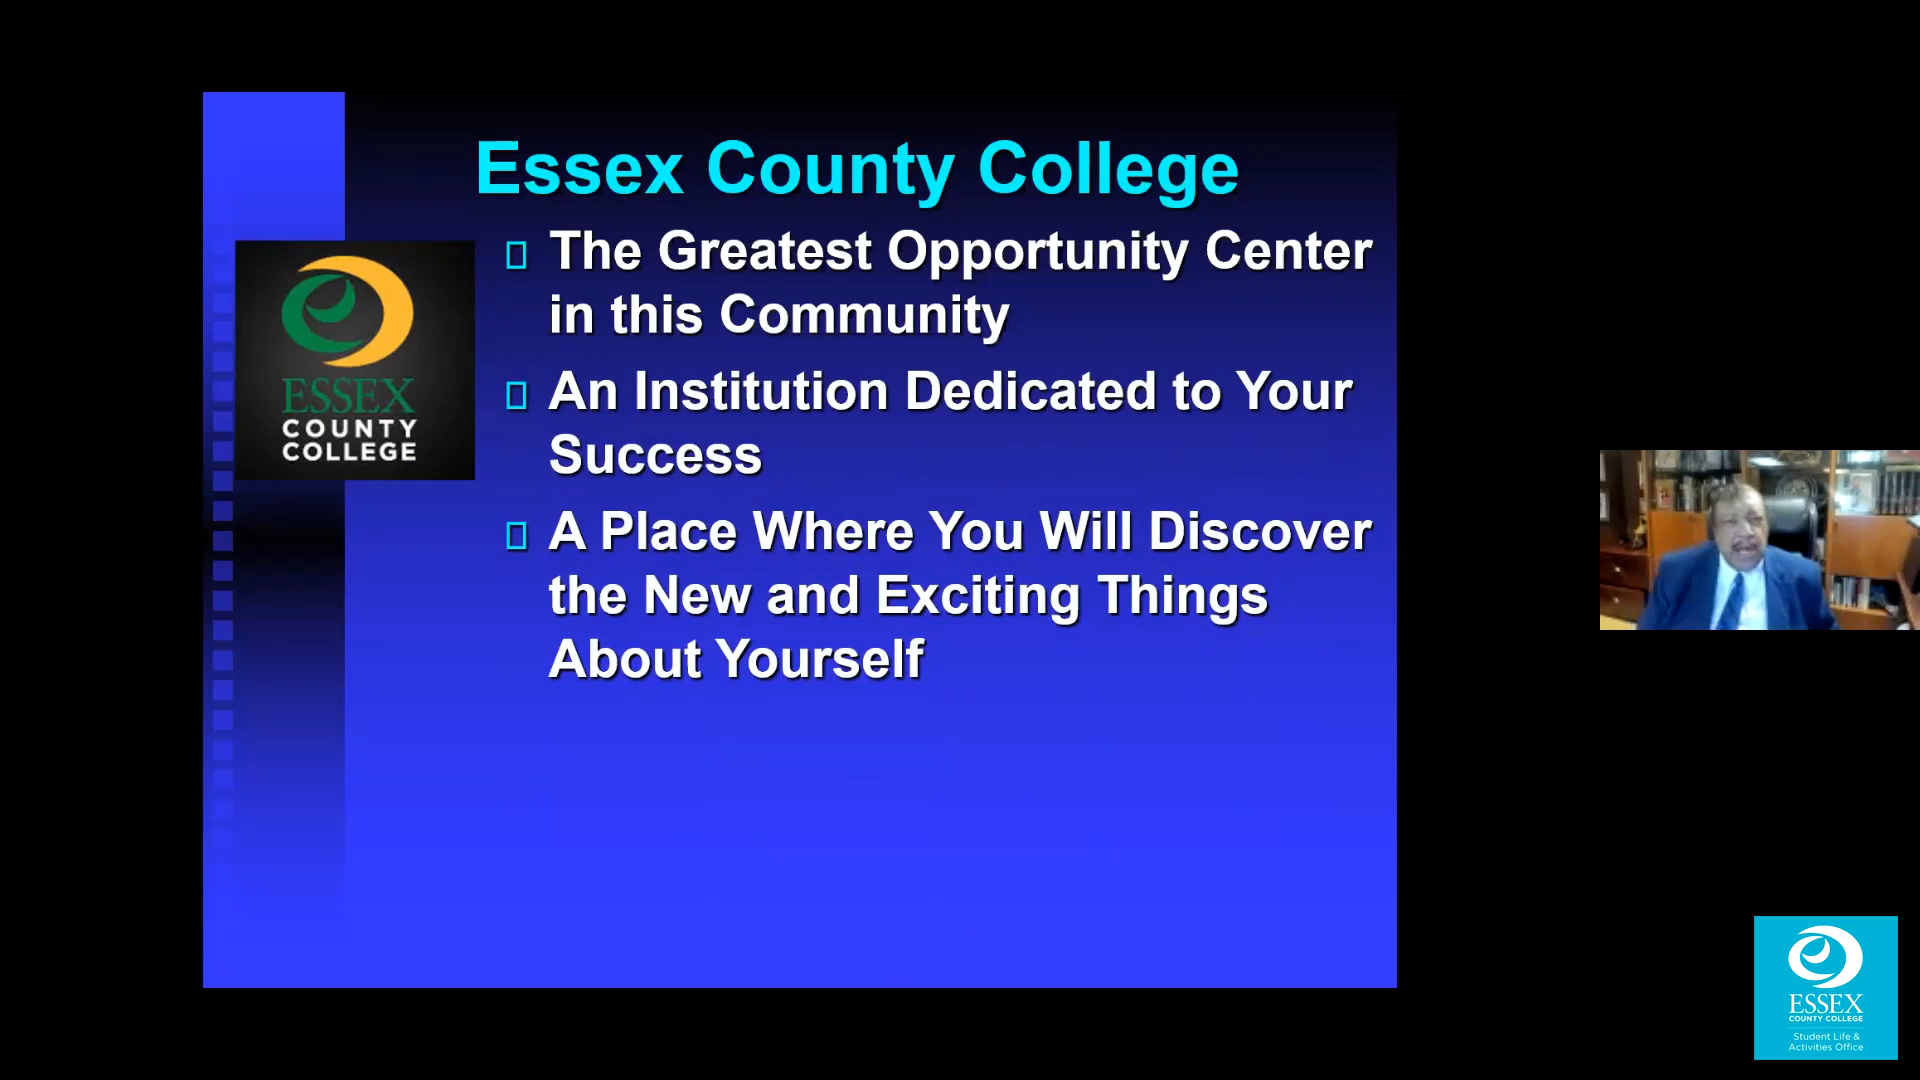 Essex County College
The Greatest Opportunity Center
in this Community
An Institution Dedicated to Your
Success
A Place Where You Will Discover
the New and Exciting Things
About Yourself
ESSEX
COUNTY
COLLEGE
ESSEX
COUNTY COLLEGE
Student Life &
Activities Office